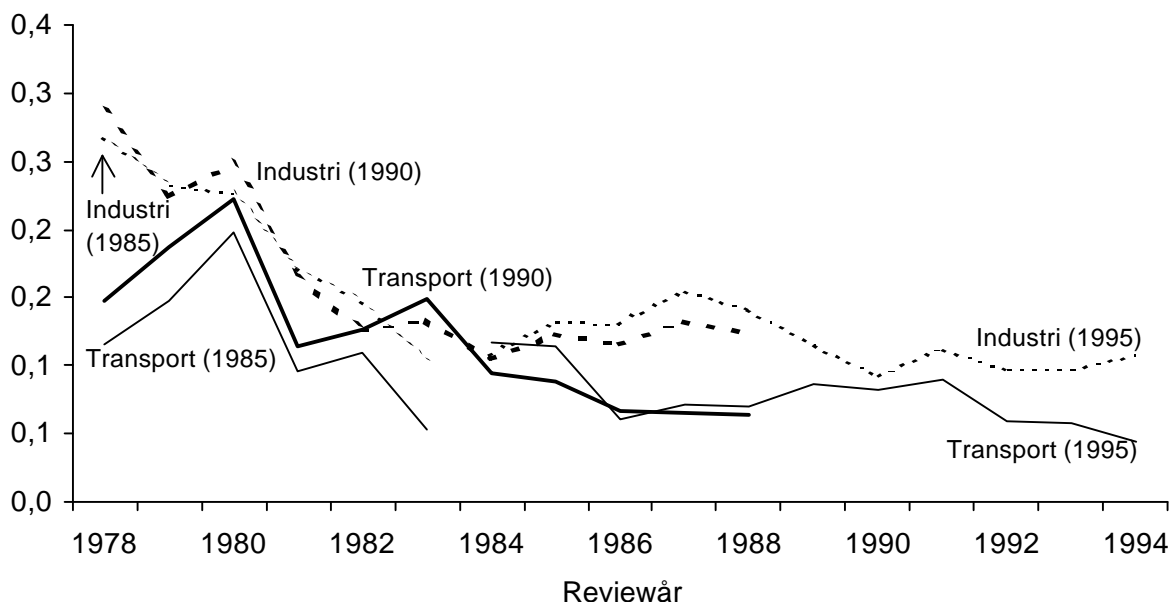 0,4
0,3
0,3
0,2
0,2
0,1
0,1
0,0
Industri (1990)
Industri
(1985)
Transport (1990)
Transport (1985)
Industri (1995)
Transport (1995)
1978 1980 1982 1984 1986 1988 1990 1992 1994
Reviewår